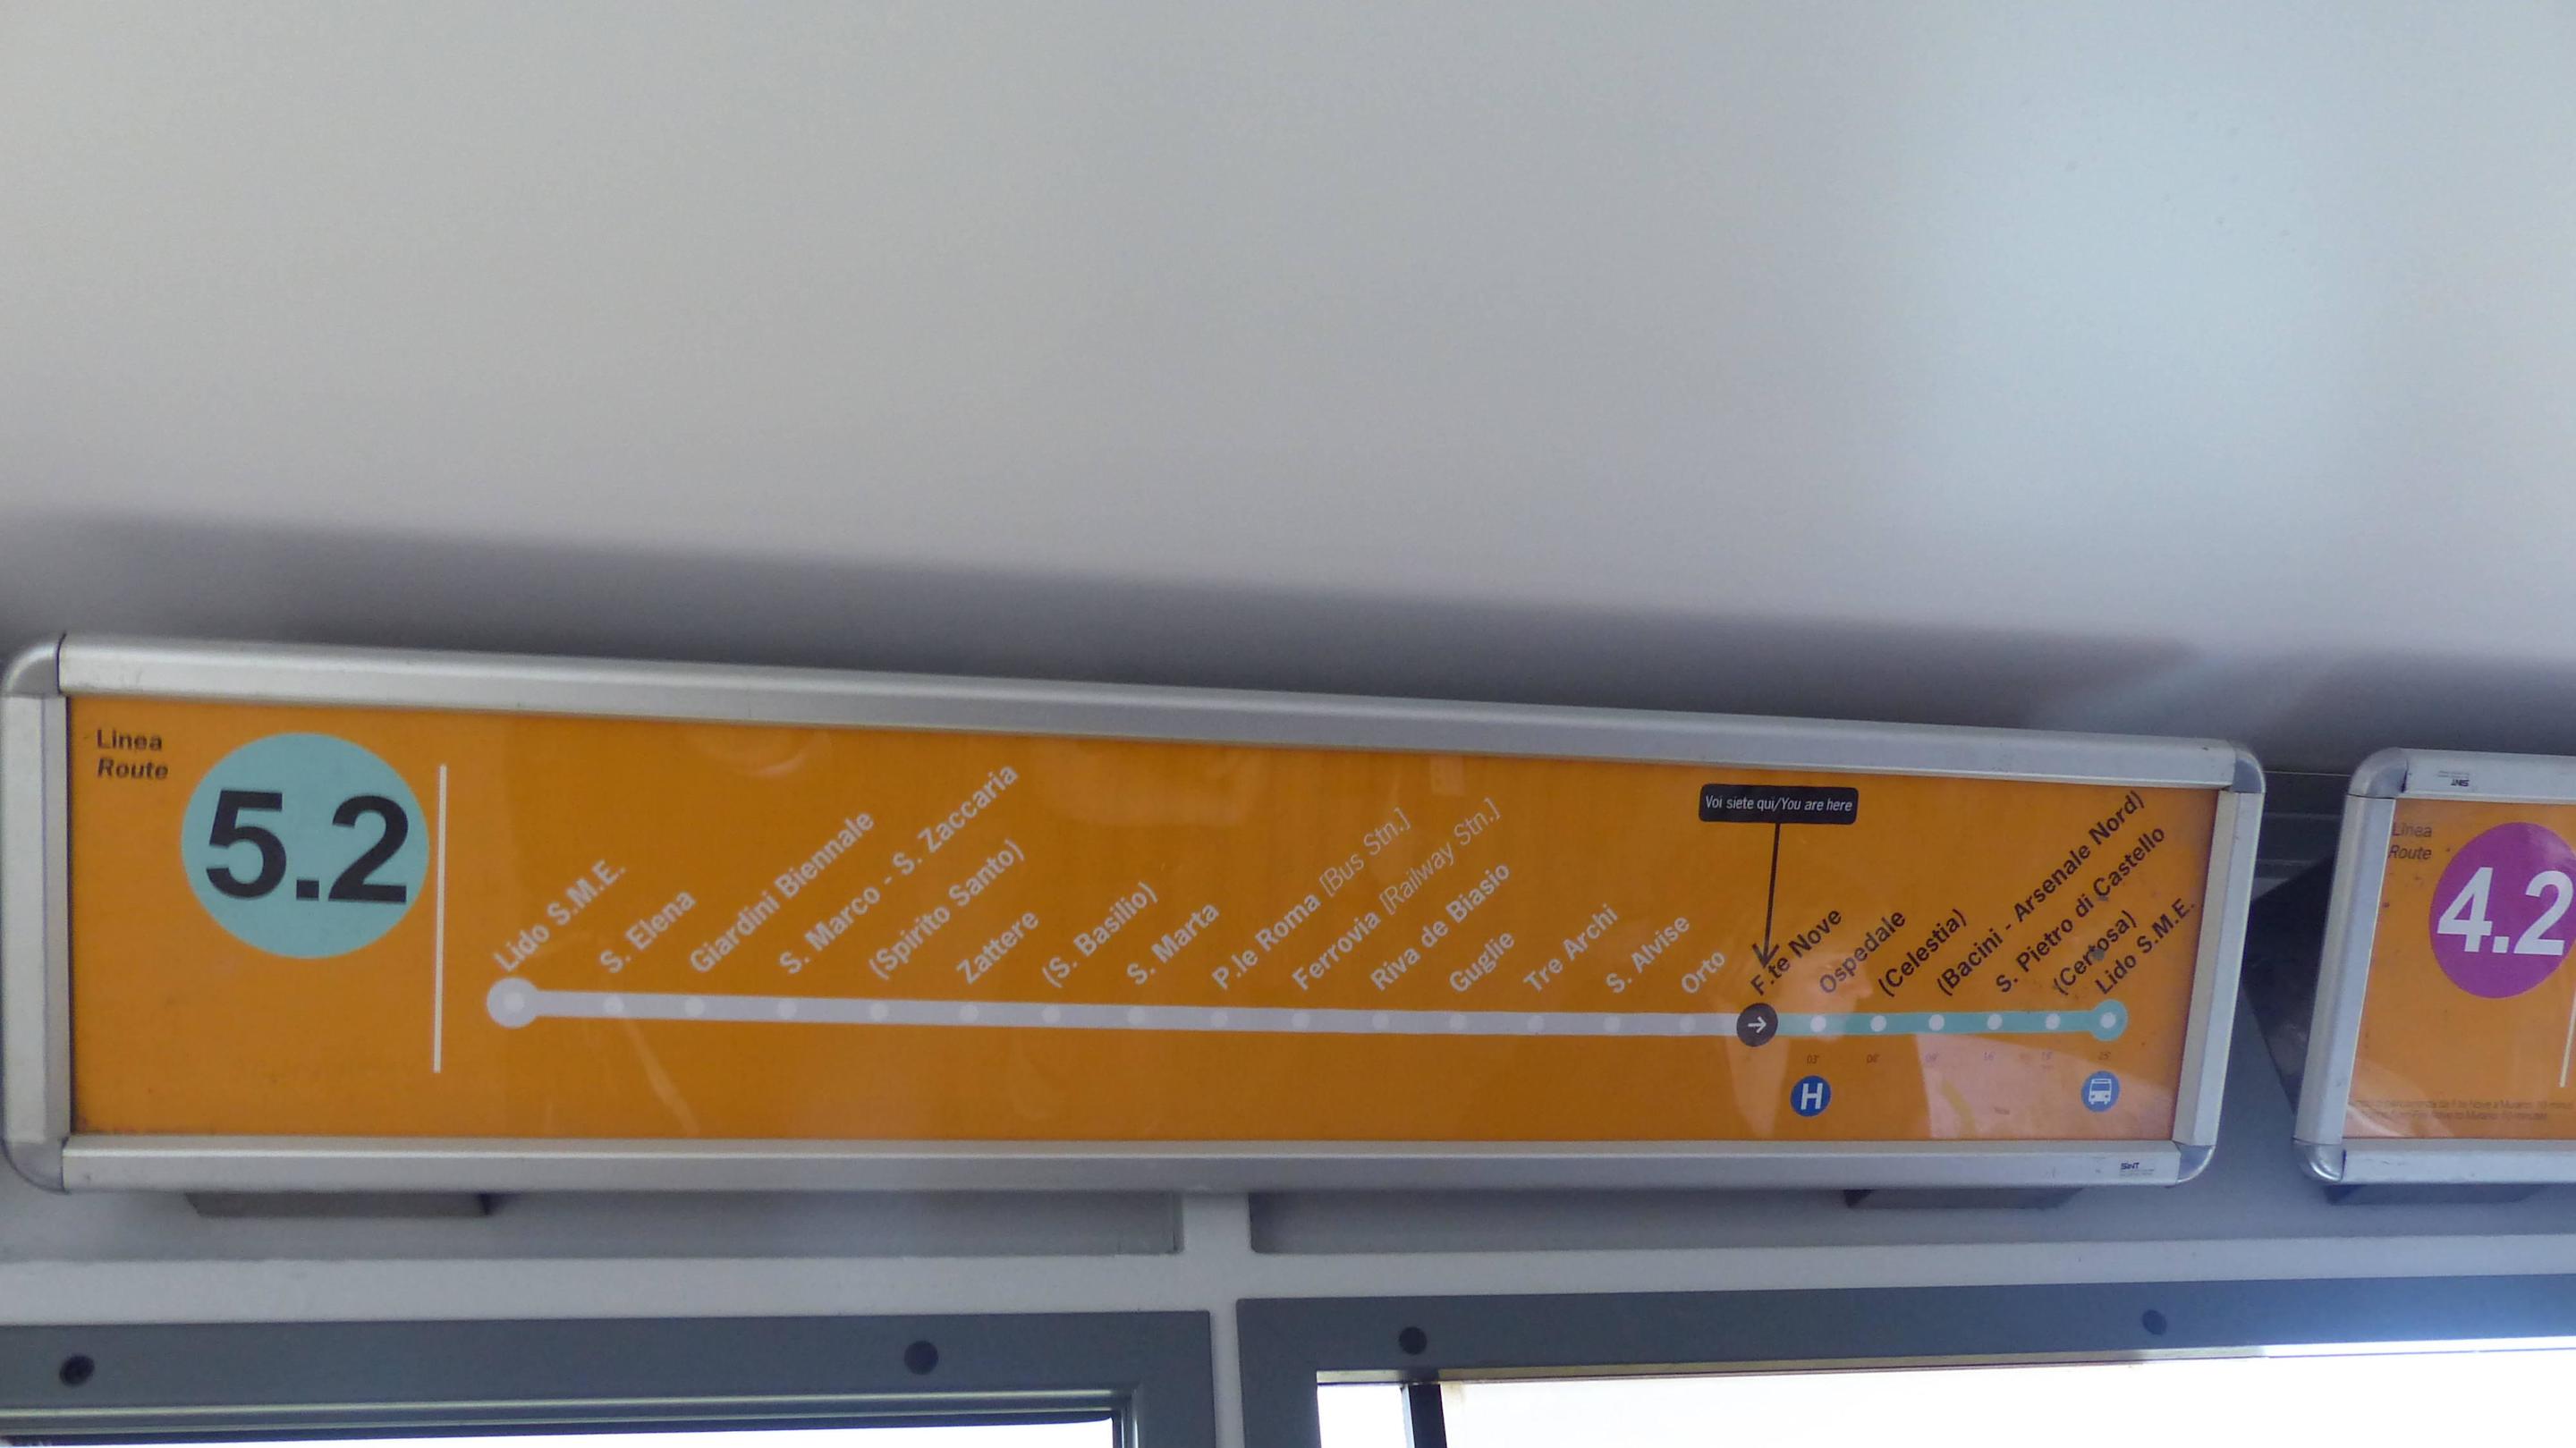 Linea
Route
5.2
Lido S.M.E.
S. Elena
Giardini Biennale
S. Marco - S. Zaccaria
(Spirito Santo)
Zattere
(S. Basilio)
S. Marta
P.le Roma [Bus Stn.]
Ferrovia [Railway Stn.]
Riva de Biasio
Guglie
Tre Archi
S. Alvise
Orto
Voi siete qui/You are here
F.te Nove
Ospedale
(Celestia)
(Bacini - Arsenale Nord)
S. Pietro di Castello
(Certosa)
Lido S.M.E.
H
Linea
Route
4.2